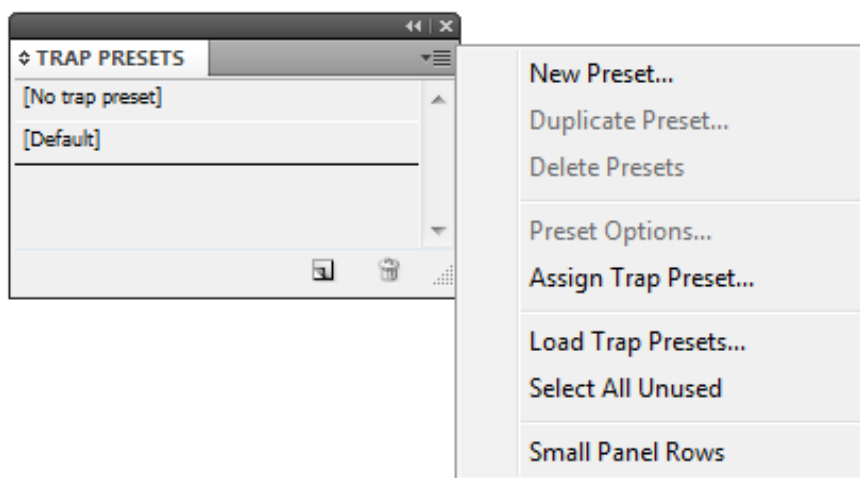 TRAP PRESETS
[No trap preset]
[Default]
New Preset...
Duplicate Preset...
Delete Presets
Preset Options...
Assign Trap Preset...
Load Trap Presets...
Select All Unused
Small Panel Rows